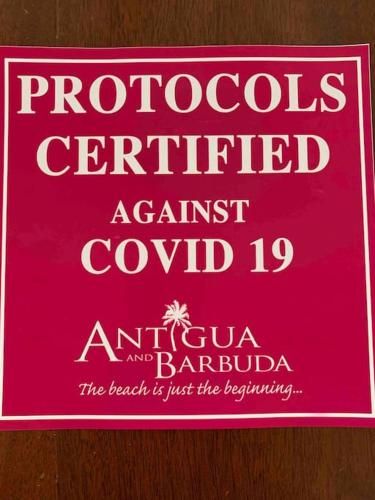 PROTOCOLS
CERTIFIED
AGAINST
COVID 19
ANTIGUA
AND BARBUDA
The beach is just the beginning...